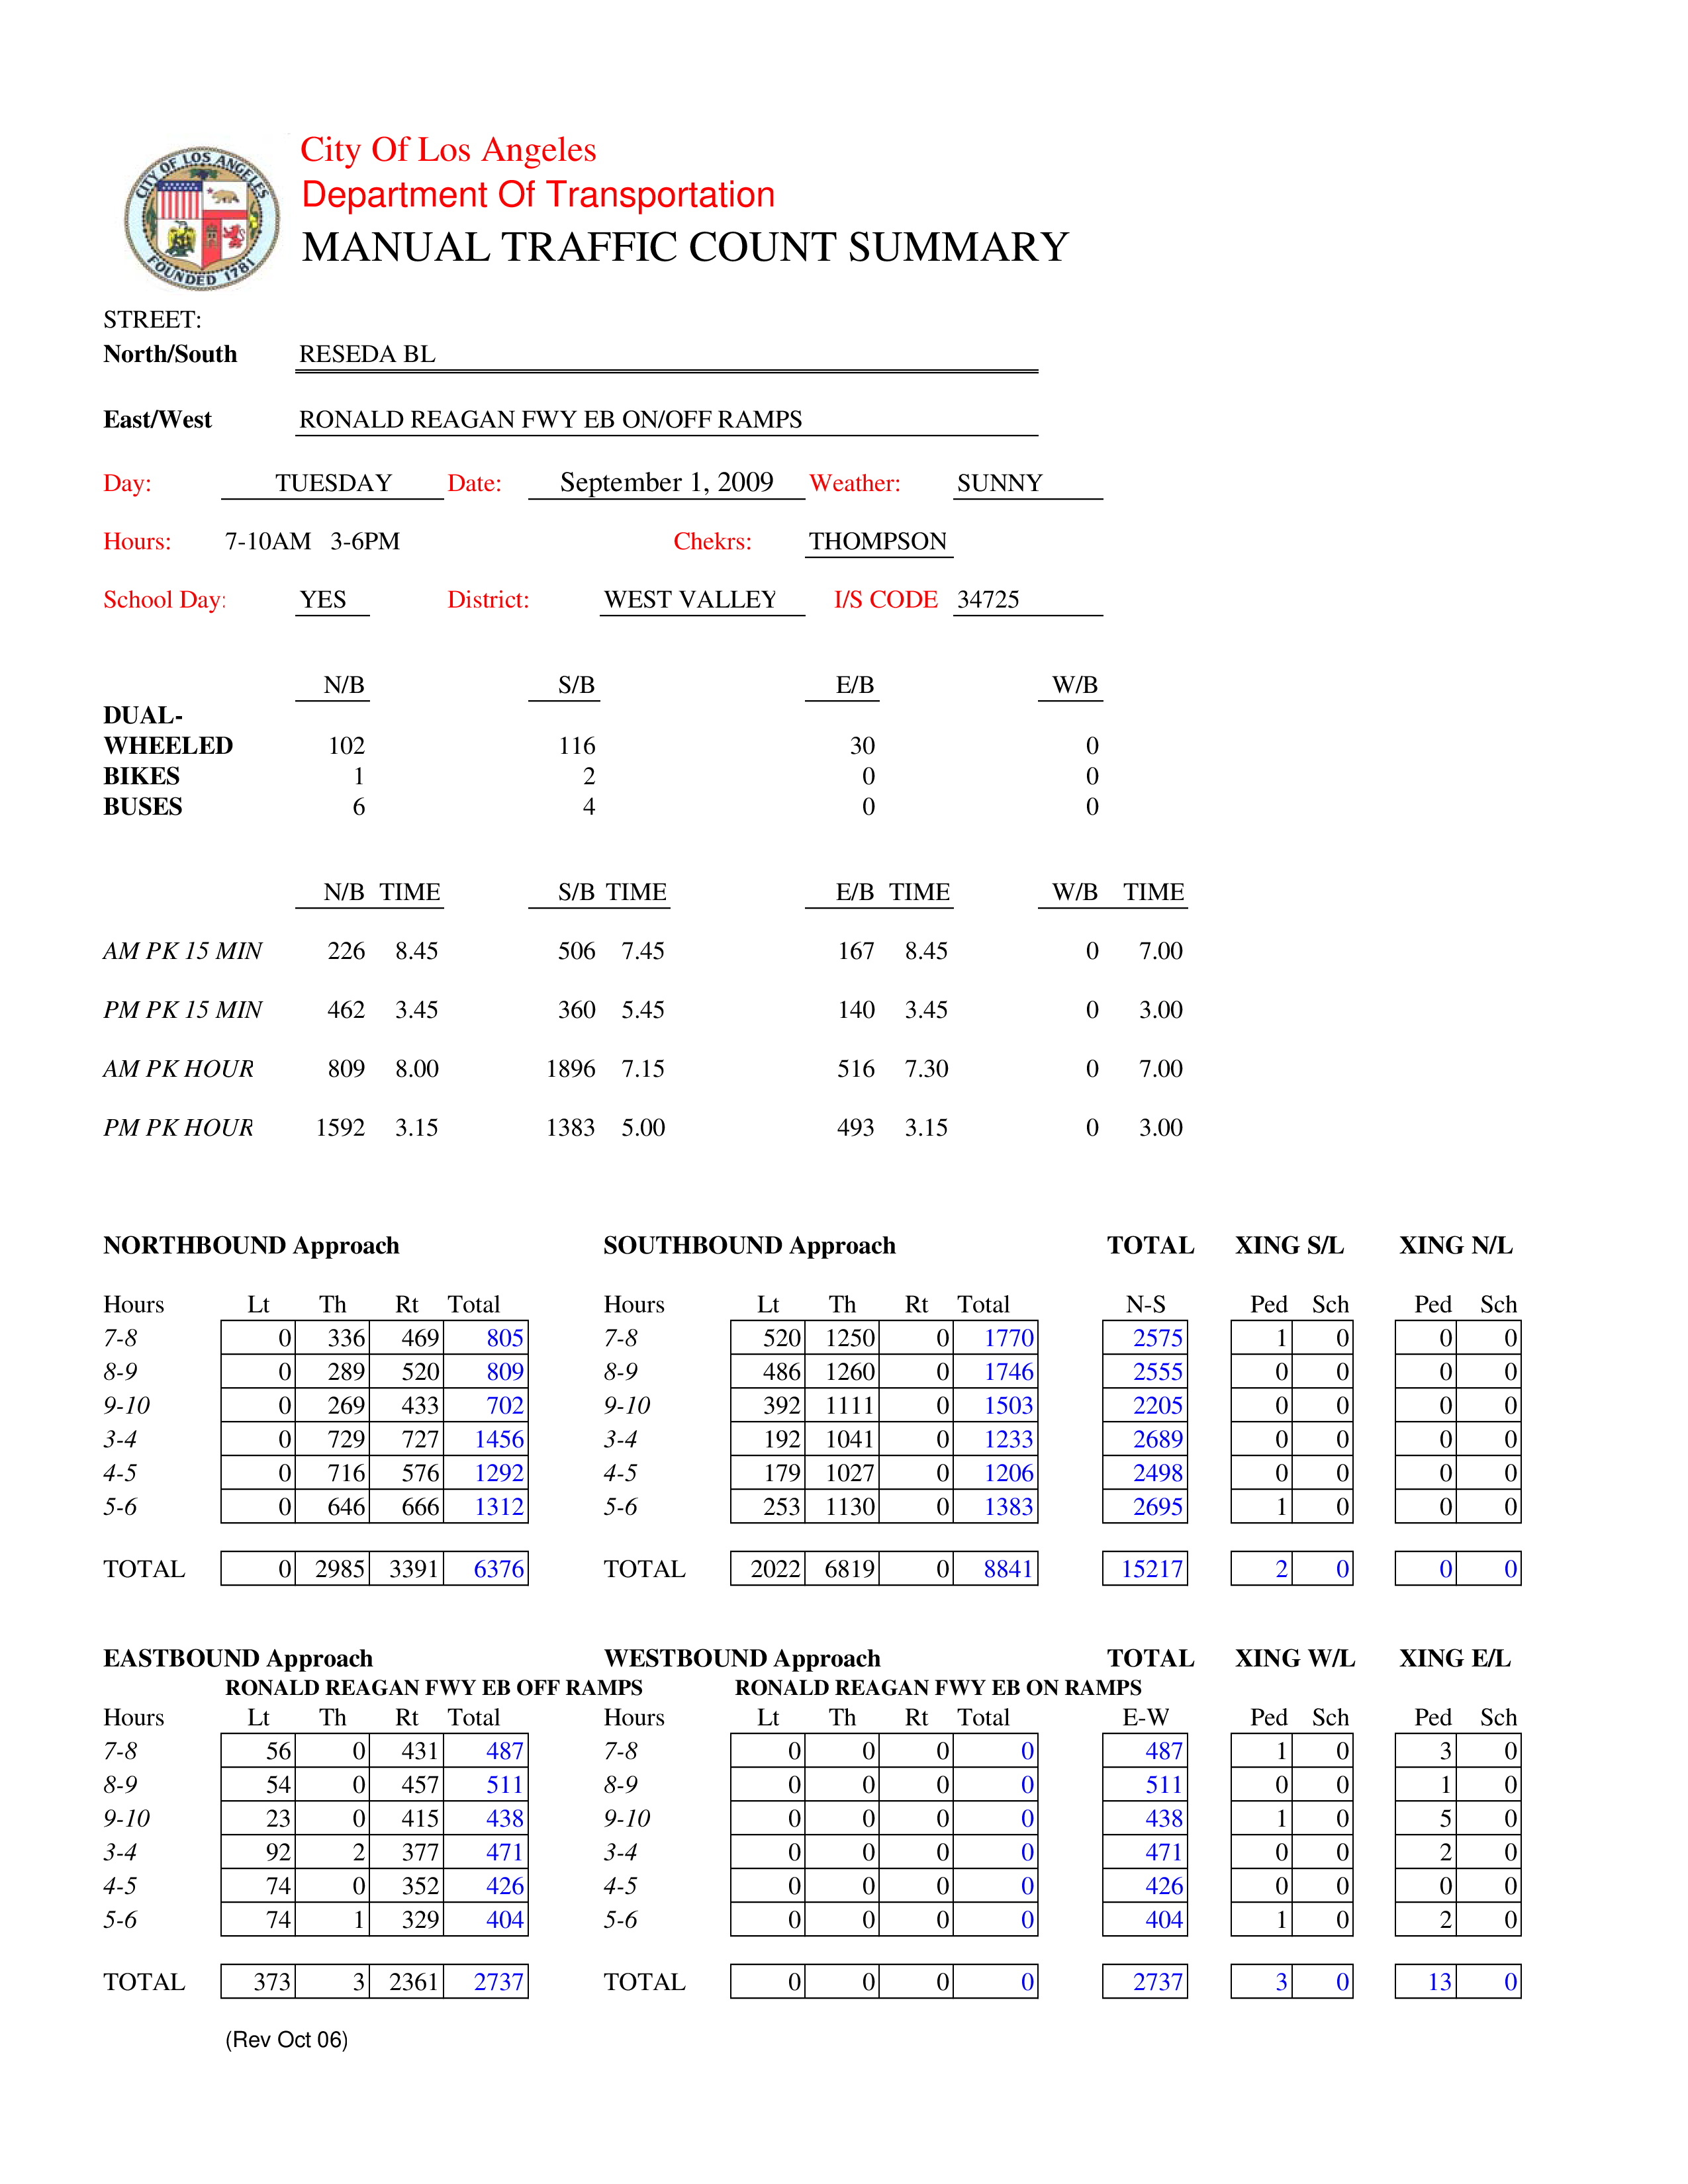 CITY OF LOS ANGELES
FOUNDED 1781
City Of Los Angeles
Department Of Transportation
MANUAL TRAFFIC COUNT SUMMARY
STREET:
North/South RESEDA BL
East/West RONALD REAGAN FWY EB ON/OFF RAMPS
Day: TUESDAY Date: September 1, 2009 Weather: SUNNY
Hours: 7-10AM 3-6PM Chekrs: THOMPSON
School Day: YES District: WEST VALLEY I/S CODE 34725
N/B S/B E/B W/B
DUAL-
WHEELED 102 116 30 0
BIKES 1 2 0 0
BUSES 6 4 0 0
N/B TIME S/B TIME E/B TIME W/B TIME
AM PK 15 MIN 226 8.45 506 7.45 167 8.45 0 7.00
PM PK 15 MIN 462 3.45 360 5.45 140 3.45 0 3.00
AM PK HOUR 809 8.00 1896 7.15 516 7.30 0 7.00
PM PK HOUR 1592 3.15 1383 5.00 493 3.15 0 3.00
NORTHBOUND Approach SOUTHBOUND Approach TOTAL XING S/L XING N/L
Hours Lt Th Rt Total Hours Lt Th Rt Total N-S Ped Sch Ped Sch
7-8 0 336 469 805 7-8 520 1250 0 1770 2575 1 0 0 0
8-9 0 289 520 809 8-9 486 1260 0 1746 2555 0 0 0 0
9-10 0 269 433 702 9-10 392 1111 0 1503 2205 0 0 0 0
3-4 0 729 727 1456 3-4 192 1041 0 1233 2689 0 0 0 0
4-5 0 716 576 1292 4-5 179 1027 0 1206 2498 0 0 0 0
5-6 0 646 666 1312 5-6 253 1130 0 1383 2695 1 0 0 0
TOTAL 0 2985 3391 6376 TOTAL 2022 6819 0 8841 15217 2 0 0 0
EASTBOUND Approach WESTBOUND Approach TOTAL XING W/L XING E/L
RONALD REAGAN FWY EB OFF RAMPS RONALD REAGAN FWY EB ON RAMPS
Hours Lt Th Rt Total Hours Lt Th Rt Total E-W Ped Sch Ped Sch
7-8 56 0 431 487 7-8 0 0 0 0 487 1 0 3 0
8-9 54 0 457 511 8-9 0 0 0 0 511 0 0 1 0
9-10 23 0 415 438 9-10 0 0 0 0 438 1 0 5 0
3-4 92 2 377 471 3-4 0 0 0 0 471 0 0 2 0
4-5 74 0 352 426 4-5 0 0 0 0 426 0 0 0 0
5-6 74 1 329 404 5-6 0 0 0 0 404 1 0 2 0
TOTAL 373 3 2361 2737 TOTAL 0 0 0 0 2737 3 0 13 0
(Rev Oct 06)